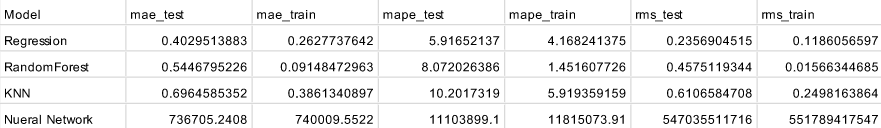 Model mae_test mae_train mape_test mape_train rms_test rms_train
Regression 0.4029513883 0.2627737642 5.91652137 4.168241375 0.2356904515 0.1186056597
RandomForest 0.5446795226 0.09148472963 8.072026386 1.451607726 0.4575119344 0.01566344685
KNN 0.6964585352 0.3861340897 10.2017319 5.919359159 0.6106584708 0.2498163864
Nueral Network 736705.2408 740009.5522 11103899.1 11815073.91 547035511716 551789417547